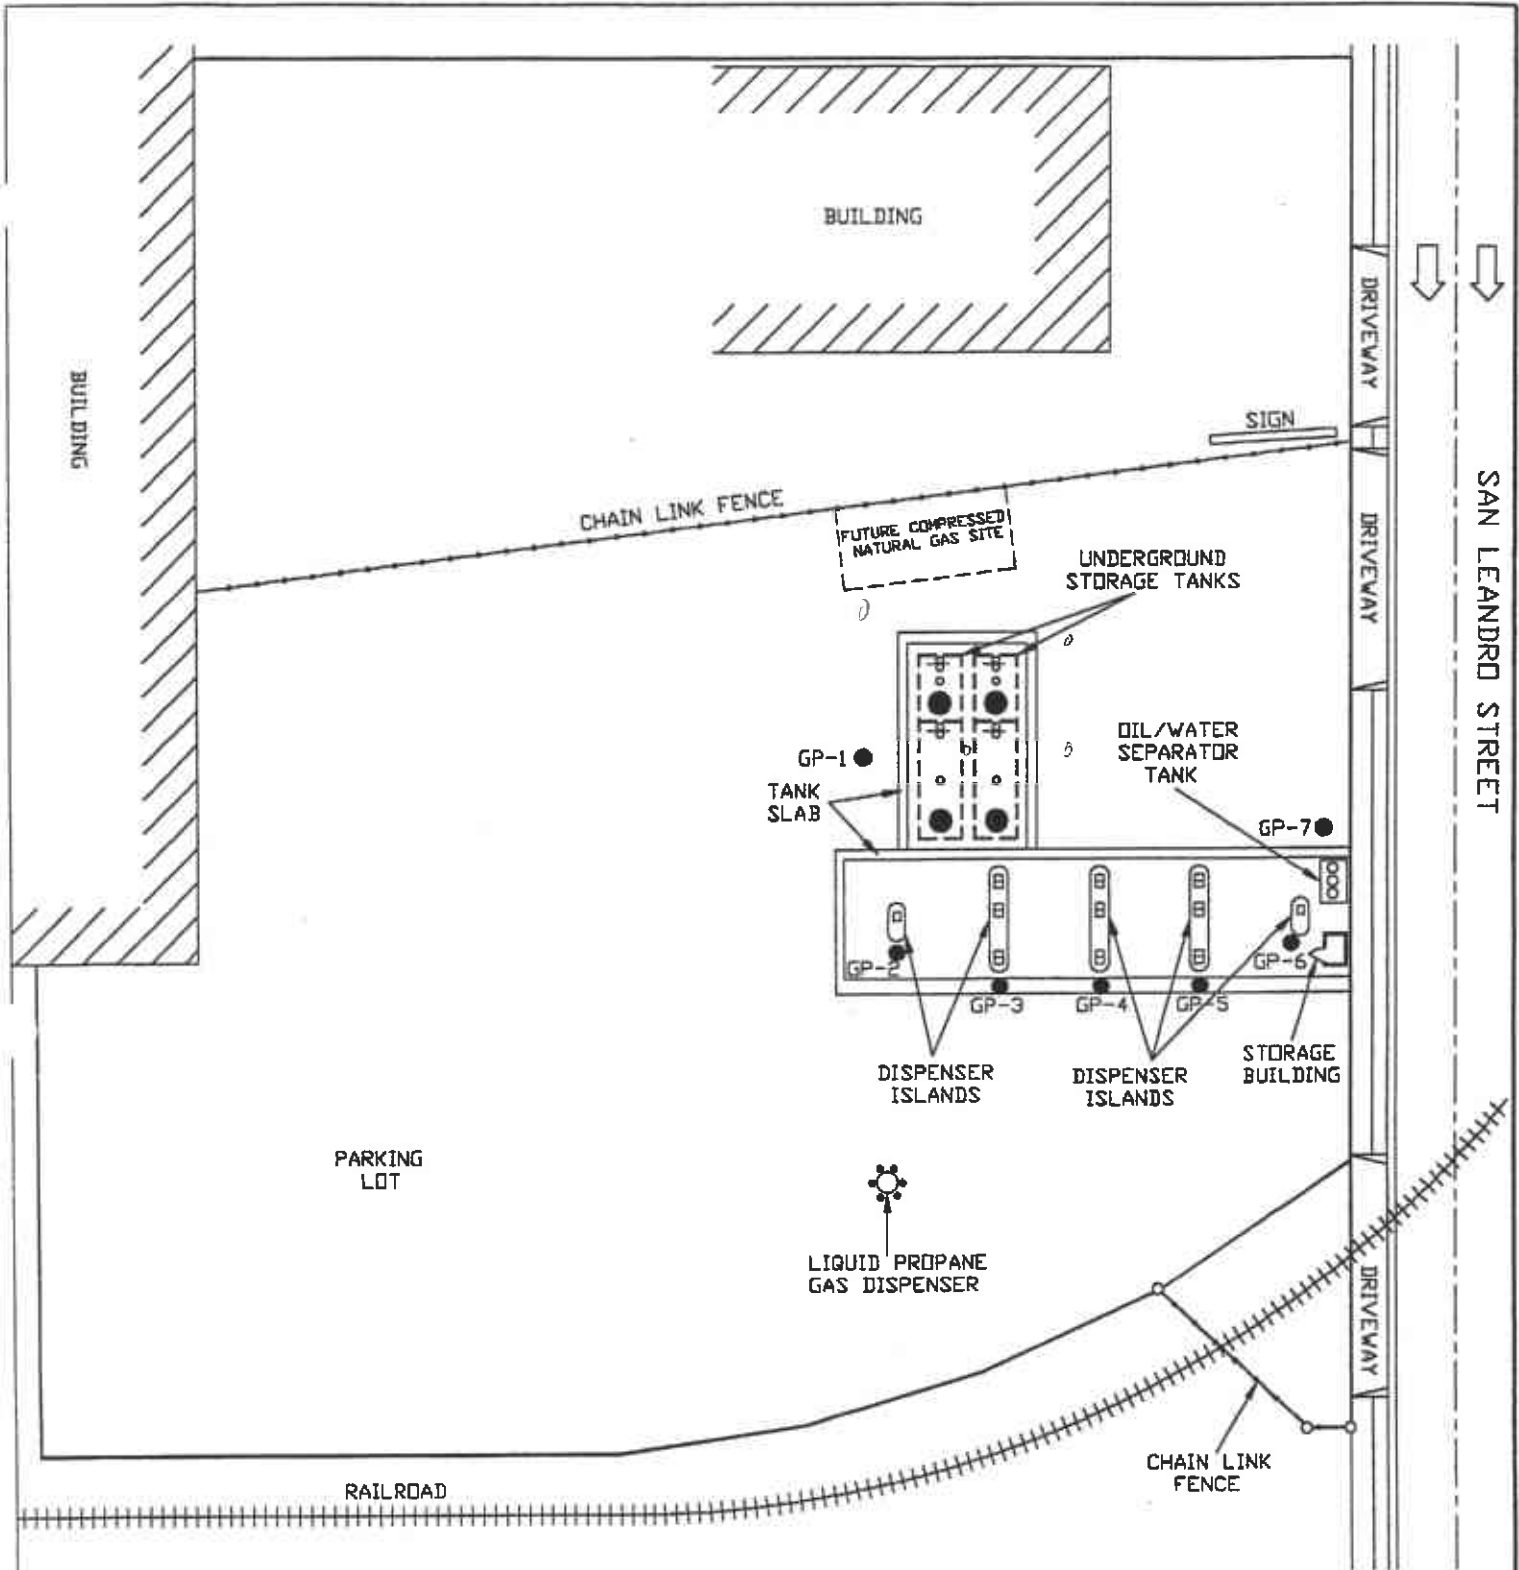 BUILDING
DRIVEWAY
BUILDING
SIGN
SAN LEANDRO STREET
CHAIN LINK FENCE
FUTURE COMPRESSED
NATURAL GAS SITE
DRIVEWAY
UNDERGROUND
STORAGE TANKS
OIL/WATER
SEPARATOR
TANK
GP-1
TANK
SLAB
GP-7
GP-2
GP-6
GP-3
GP-4
GP-5
DISPENSER
ISLANDS
DISPENSER
ISLANDS
STORAGE
BUILDING
PARKING
LOT
LIQUID PROPANE
GAS DISPENSER
DRIVEWAY
CHAIN LINK
FENCE
RAILROAD